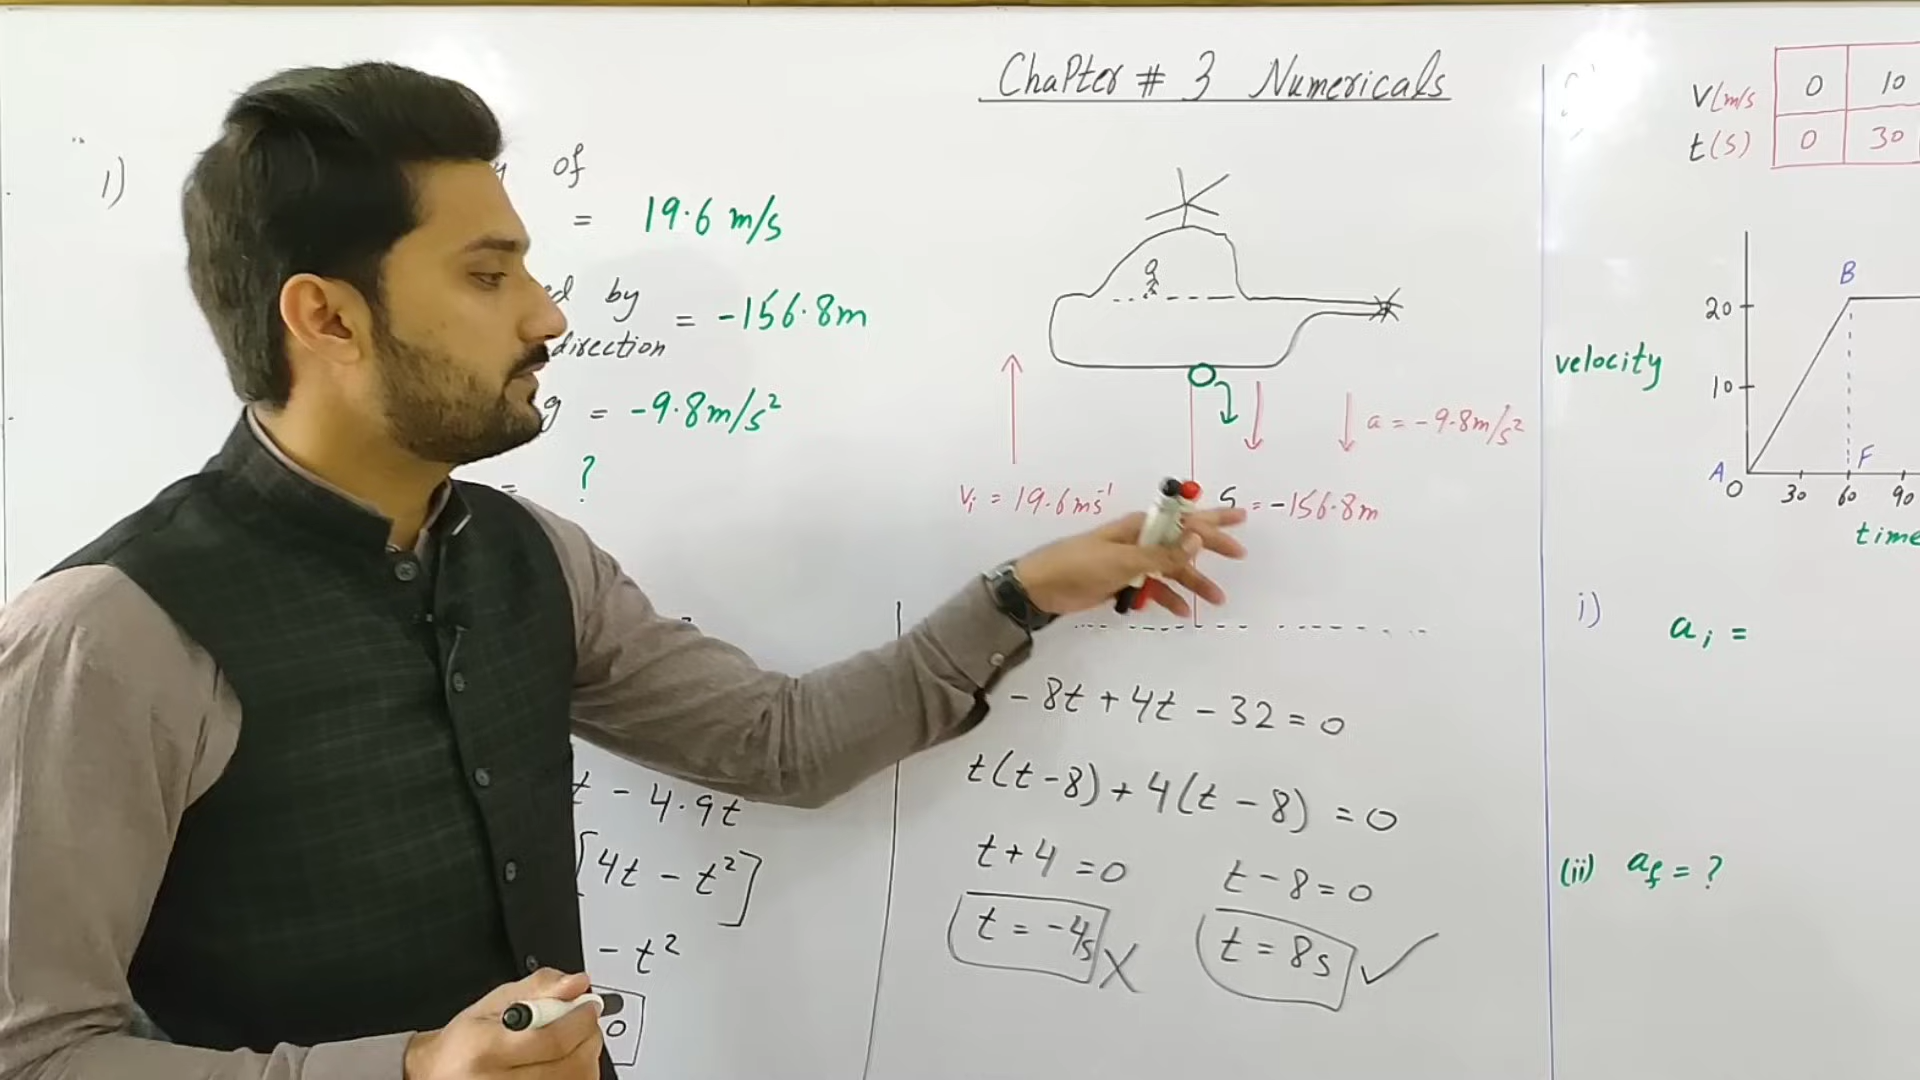 Chapter # 3 Numericals
1)
of
= 19.6 m/s
by
= -156.8m
direction
g = -9.8m/s²
= ?
Vi = 19.6ms⁻¹
a = -9.8m/s²
S = -156.8m
- 8t + 4t - 32 = 0
t(t-8) + 4(t - 8) = 0
t+4 = 0
t - 8 = 0
t = -4s X
t = 8s ✓
t - 4.9t
[4t - t²]
- t²
0
V(m/s 0 10
t(s) 0 30
velocity
20
10
B
A
F
0 30 60 90
time
i) ai =
(ii) af = ?